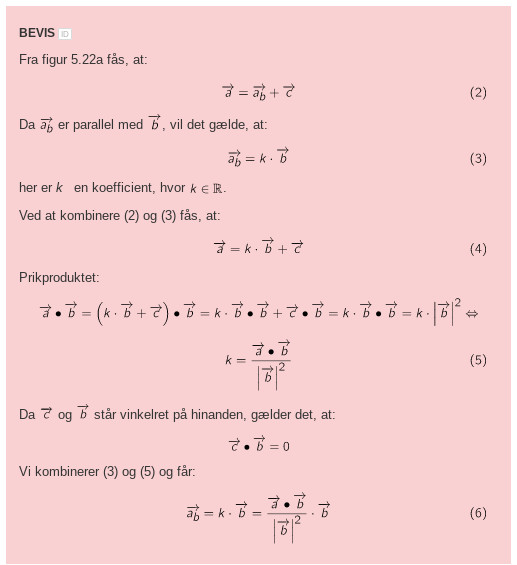 BEVIS ID
Fra figur 5.22a fås, at:
$\overrightarrow{a} = \overrightarrow{a_b} + \overrightarrow{c}$ (2)
Da $\overrightarrow{a_b}$ er parallel med $\overrightarrow{b}$, vil det gælde, at:
$\overrightarrow{a_b} = k \cdot \overrightarrow{b}$ (3)
her er $k$ en koefficient, hvor $k \in \mathbb{R}$.
Ved at kombinere (2) og (3) fås, at:
$\overrightarrow{a} = k \cdot \overrightarrow{b} + \overrightarrow{c}$ (4)
Prikproduktet:
$\overrightarrow{a} \bullet \overrightarrow{b} = \left(k \cdot \overrightarrow{b} + \overrightarrow{c}\right) \bullet \overrightarrow{b} = k \cdot \overrightarrow{b} \bullet \overrightarrow{b} + \overrightarrow{c} \bullet \overrightarrow{b} = k \cdot \overrightarrow{b} \bullet \overrightarrow{b} = k \cdot \left|\overrightarrow{b}\right|^2 \Leftrightarrow$
$k = \frac{\overrightarrow{a} \bullet \overrightarrow{b}}{\left|\overrightarrow{b}\right|^2}$ (5)
Da $\overrightarrow{c}$ og $\overrightarrow{b}$ står vinkelret på hinanden, gælder det, at:
$\overrightarrow{c} \bullet \overrightarrow{b} = 0$
Vi kombinerer (3) og (5) og får:
$\overrightarrow{a_b} = k \cdot \overrightarrow{b} = \frac{\overrightarrow{a} \bullet \overrightarrow{b}}{\left|\overrightarrow{b}\right|^2} \cdot \overrightarrow{b}$ (6)